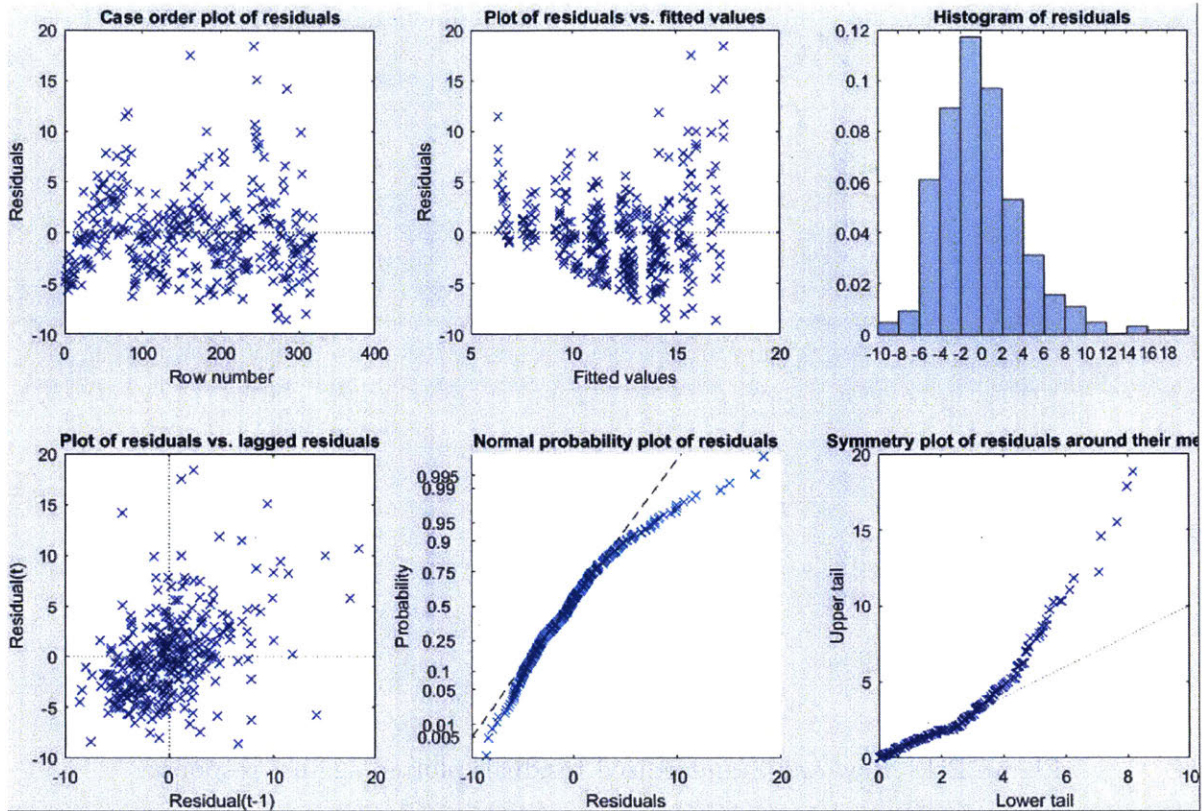 Case order plot of residuals
20
15
10
5
0
-5
-10
0 100 200 300 400
Residuals
Row number
Plot of residuals vs. fitted values
20
15
10
5
0
-5
-10
5 10 15 20
Residuals
Fitted values
Histogram of residuals
0.12
0.1
0.08
0.06
0.04
0.02
0
-10 -8 -6 -4 -2 0 2 4 6 8 10 12 14 16 18
Plot of residuals vs. lagged residuals
20
15
10
5
0
-5
-10
-10 0 10 20
Residual(t)
Residual(t-1)
Normal probability plot of residuals
0.995
0.99
0.95
0.9
0.75
0.5
0.25
0.1
0.05
0.01
0.005
-10 0 10 20
Probability
Residuals
Symmetry plot of residuals around their me
20
15
10
5
0
0 2 4 6 8 10
Upper tail
Lower tail